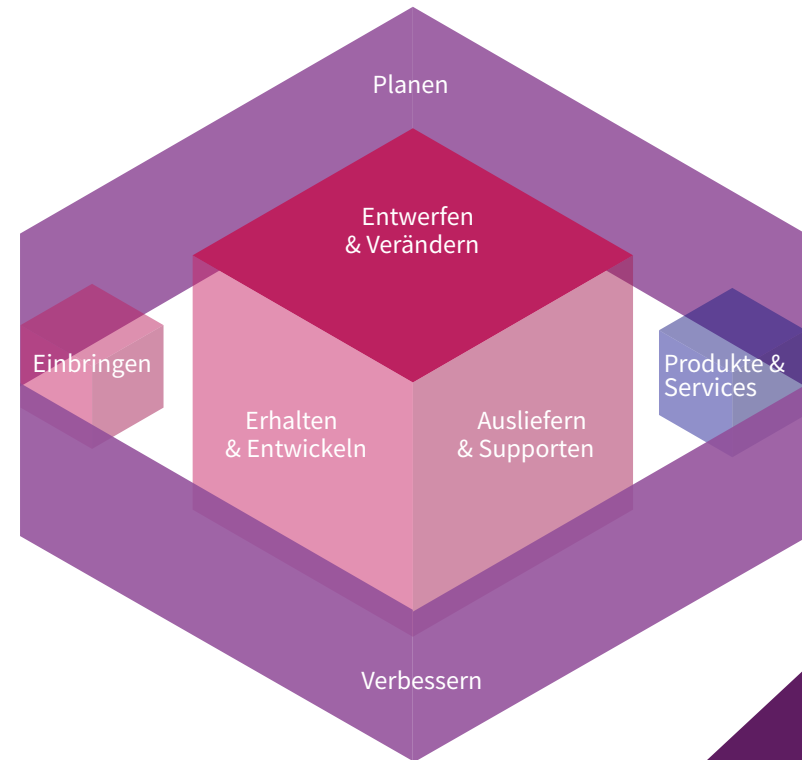 Planen
Entwerfen
& Verändern
Einbringen
Produkte &
Services
Erhalten
& Entwickeln
Ausliefern
& Supporten
Verbessern